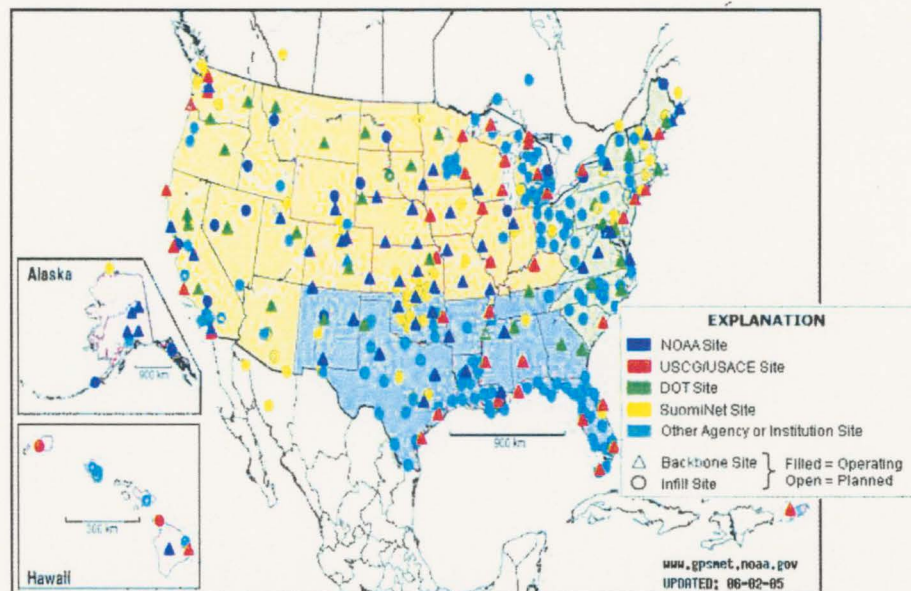 Alaska
900 km
EXPLANATION
NOAA Site
USCG/USACE Site
DOT Site
SuomiNet Site
Other Agency or Institution Site
Backbone Site
Infill Site
Filled = Operating
Open = Planned
900 km
300 km
Hawaii
www.gpsmet.noaa.gov
UPDATED: 06-02-05